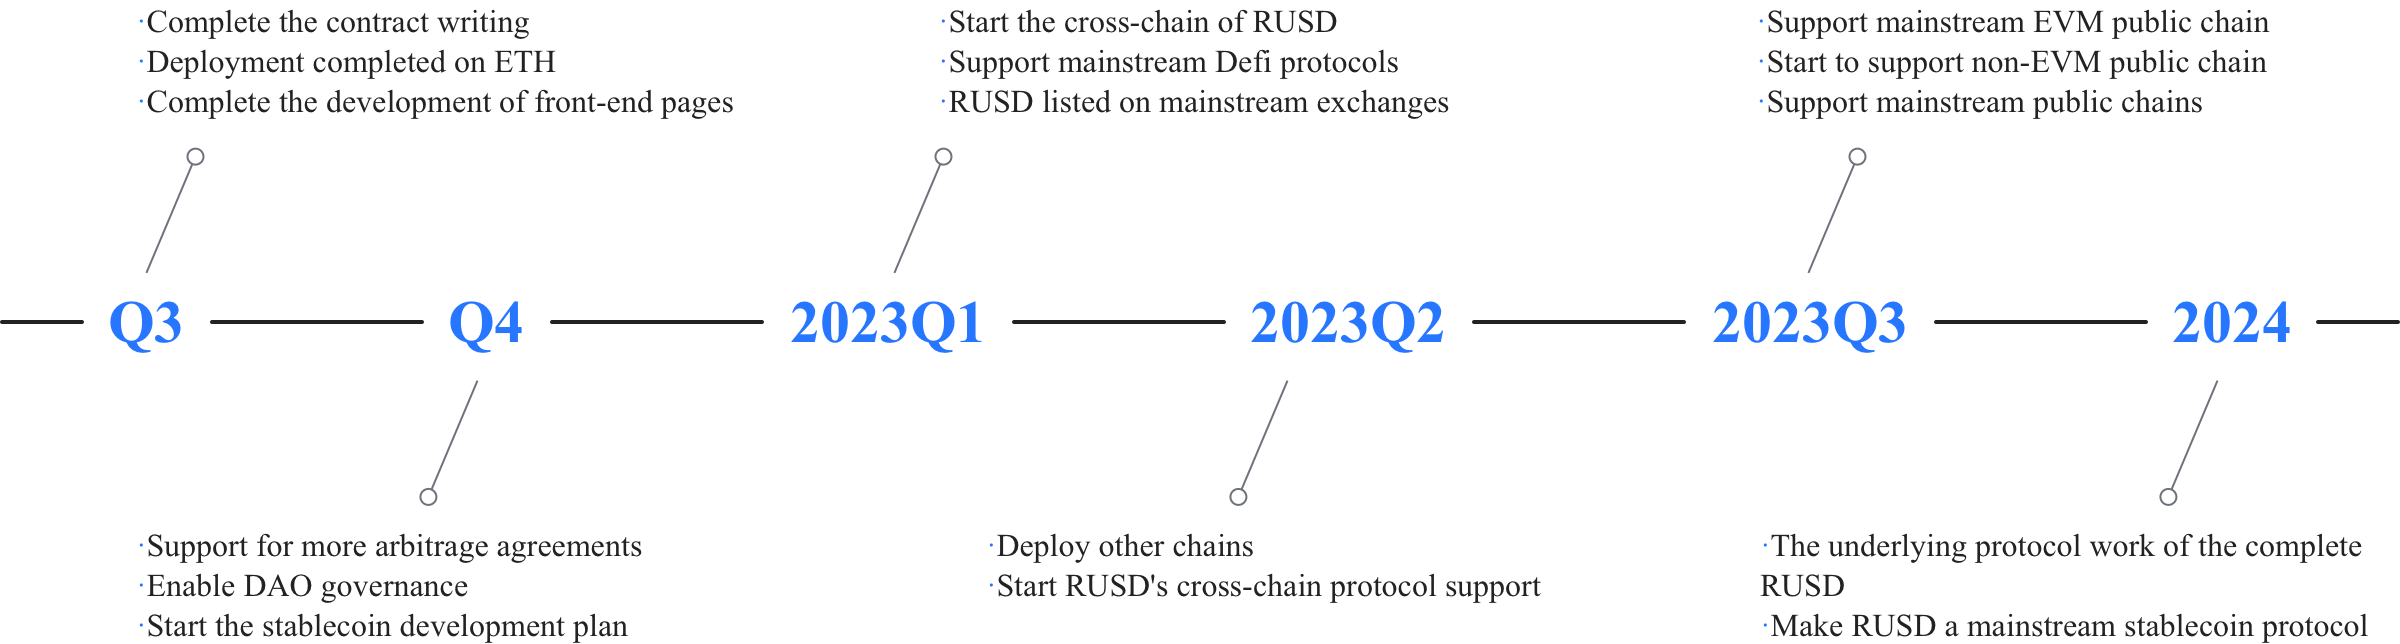 ·Complete the contract writing
·Deployment completed on ETH
·Complete the development of front-end pages
·Start the cross-chain of RUSD
·Support mainstream Defi protocols
·RUSD listed on mainstream exchanges
·Support mainstream EVM public chain
·Start to support non-EVM public chain
·Support mainstream public chains
Q3
Q4
2023Q1
2023Q2
2023Q3
2024
·Support for more arbitrage agreements
·Enable DAO governance
·Start the stablecoin development plan
·Deploy other chains
·Start RUSD's cross-chain protocol support
·The underlying protocol work of the complete
RUSD
·Make RUSD a mainstream stablecoin protocol